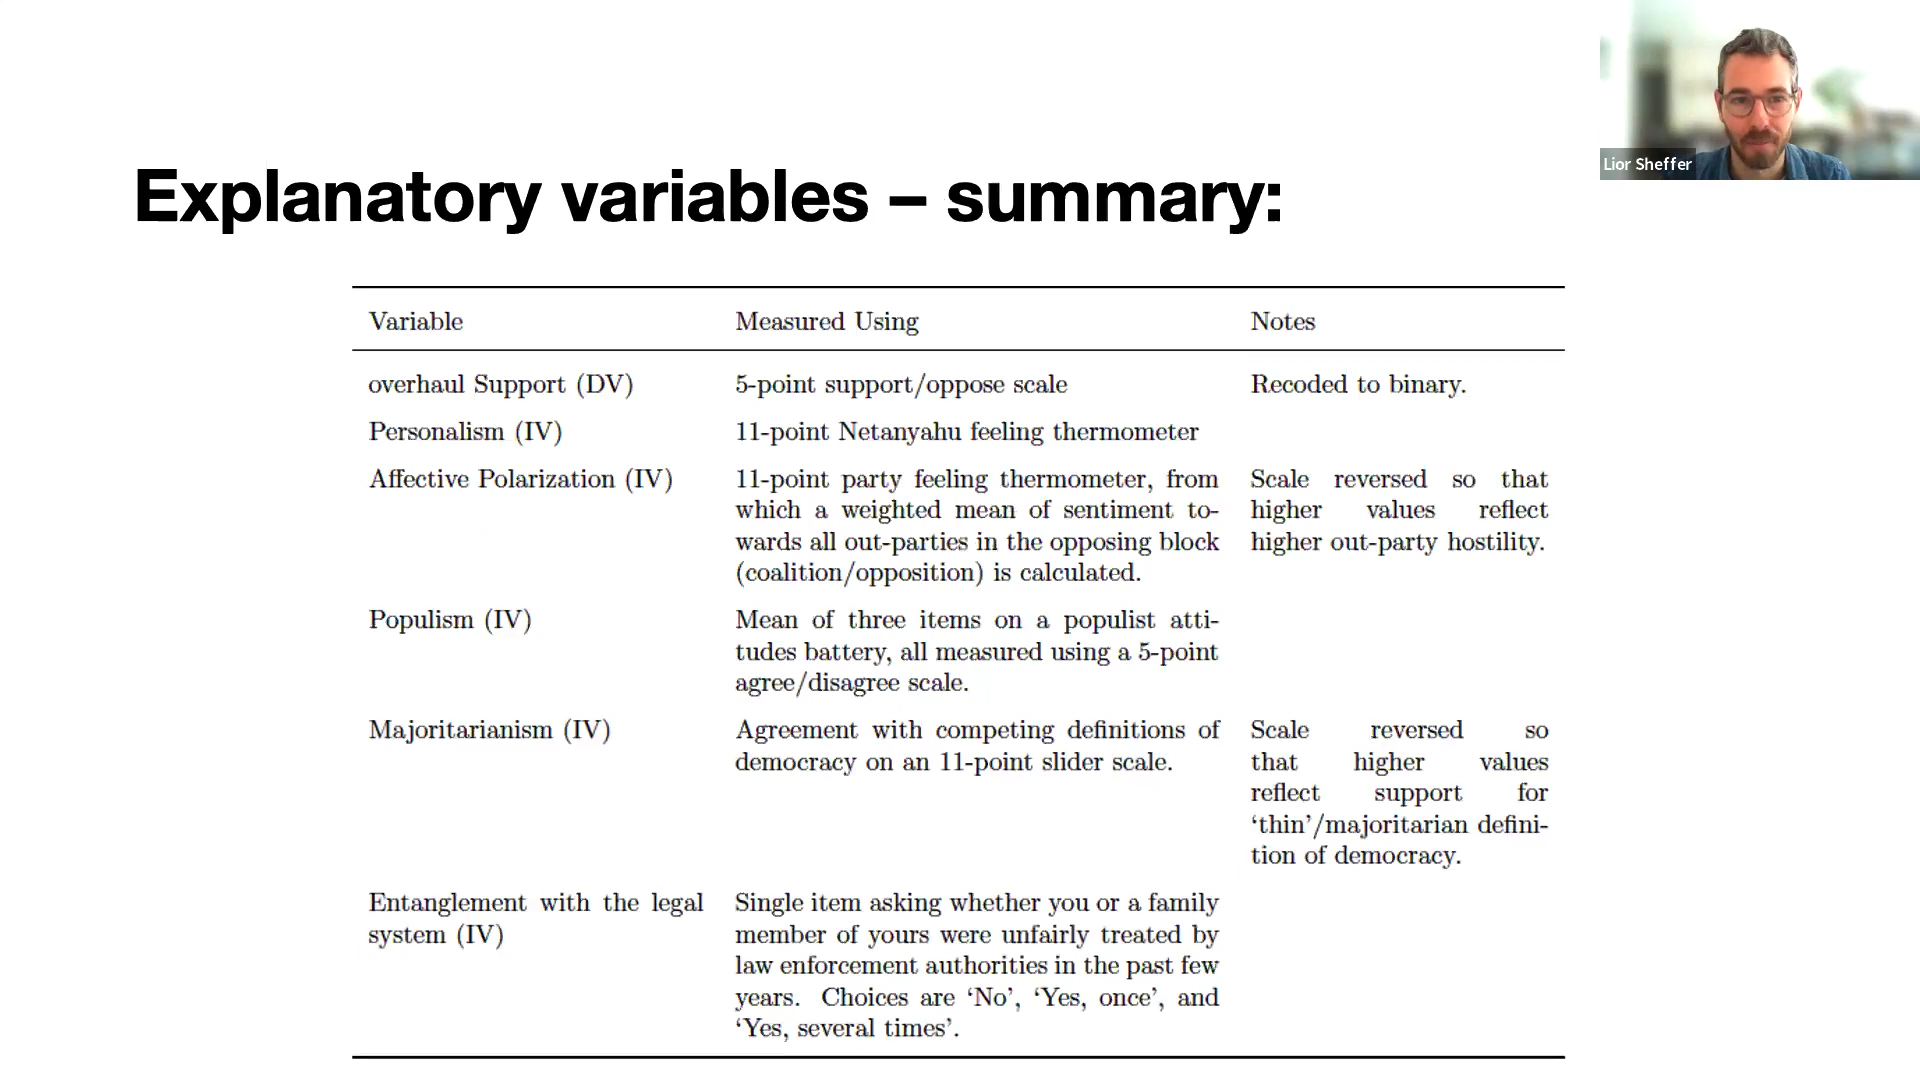 Lior Sheffer
Explanatory variables – summary:
Variable Measured Using Notes
overhaul Support (DV) 5-point support/oppose scale Recoded to binary.
Personalism (IV) 11-point Netanyahu feeling thermometer
Affective Polarization (IV) 11-point party feeling thermometer, from Scale reversed so that
which a weighted mean of sentiment to- higher values reflect
wards all out-parties in the opposing block higher out-party hostility.
(coalition/opposition) is calculated.
Populism (IV) Mean of three items on a populist atti-
tudes battery, all measured using a 5-point
agree/disagree scale.
Majoritarianism (IV) Agreement with competing definitions of Scale reversed so
democracy on an 11-point slider scale. that higher values
reflect support for
‘thin’/majoritarian defini-
tion of democracy.
Entanglement with the legal Single item asking whether you or a family
system (IV) member of yours were unfairly treated by
law enforcement authorities in the past few
years. Choices are ‘No’, ‘Yes, once’, and
‘Yes, several times’.